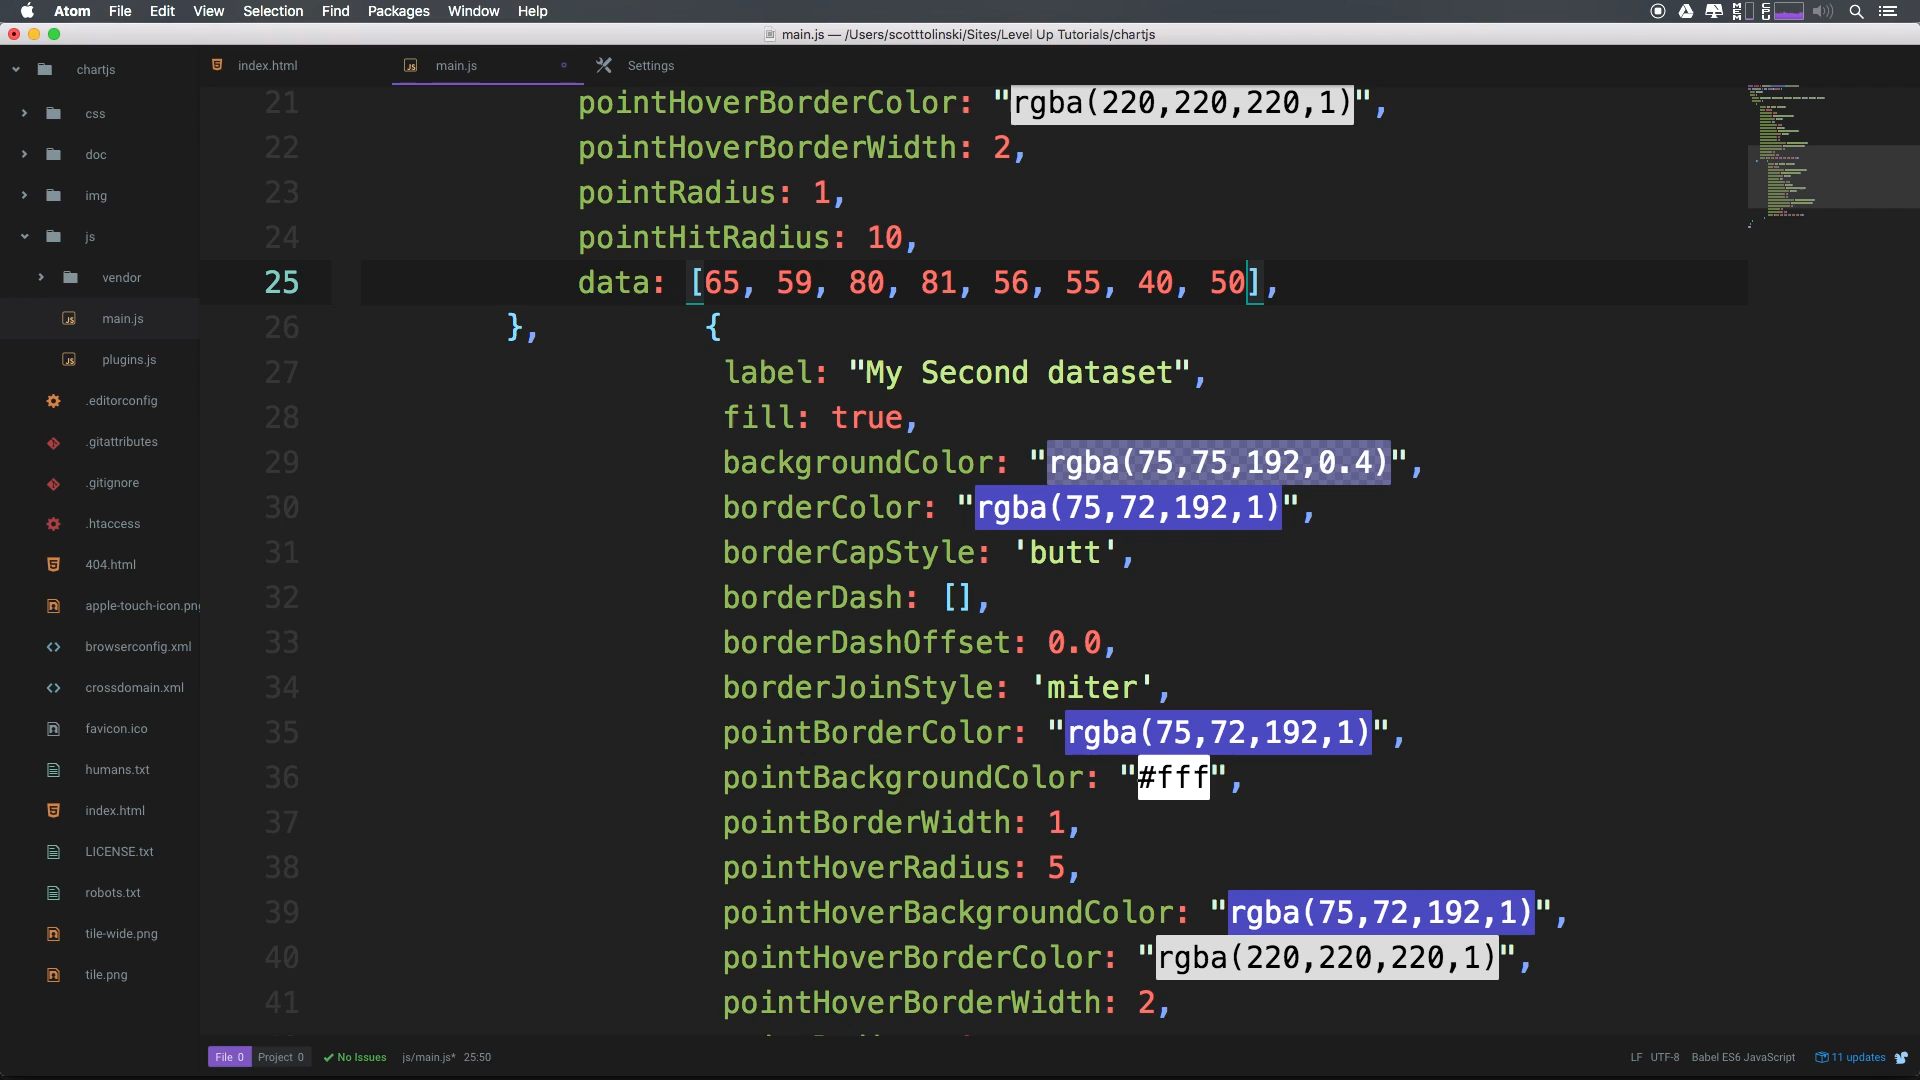 Atom File Edit View Selection Find Packages Window Help
MEM CPU
main.js — /Users/scotttolinski/Sites/Level Up Tutorials/chartjs
chartjs
css
doc
img
js
vendor
main.js
plugins.js
.editorconfig
.gitattributes
.gitignore
.htaccess
404.html
apple-touch-icon.png
browserconfig.xml
crossdomain.xml
favicon.ico
humans.txt
index.html
LICENSE.txt
robots.txt
tile-wide.png
tile.png
index.html
main.js
Settings
21 pointHoverBorderColor: "rgba(220,220,220,1)",
22 pointHoverBorderWidth: 2,
23 pointRadius: 1,
24 pointHitRadius: 10,
25 data: [65, 59, 80, 81, 56, 55, 40, 50],
26 }, {
27 label: "My Second dataset",
28 fill: true,
29 backgroundColor: "rgba(75,75,192,0.4)",
30 borderColor: "rgba(75,72,192,1)",
31 borderCapStyle: 'butt',
32 borderDash: [],
33 borderDashOffset: 0.0,
34 borderJoinStyle: 'miter',
35 pointBorderColor: "rgba(75,72,192,1)",
36 pointBackgroundColor: "#fff",
37 pointBorderWidth: 1,
38 pointHoverRadius: 5,
39 pointHoverBackgroundColor: "rgba(75,72,192,1)",
40 pointHoverBorderColor: "rgba(220,220,220,1)",
41 pointHoverBorderWidth: 2,
File 0 Project 0 No Issues js/main.js* 25:50 LF UTF-8 Babel ES6 JavaScript 11 updates